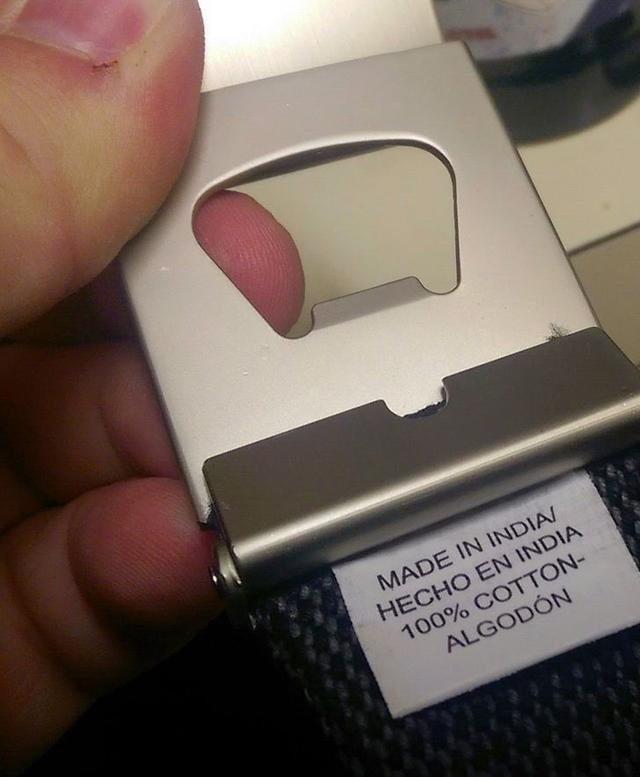 MADE IN INDIA/
HECHO EN INDIA
100% COTTON-
ALGODÓN